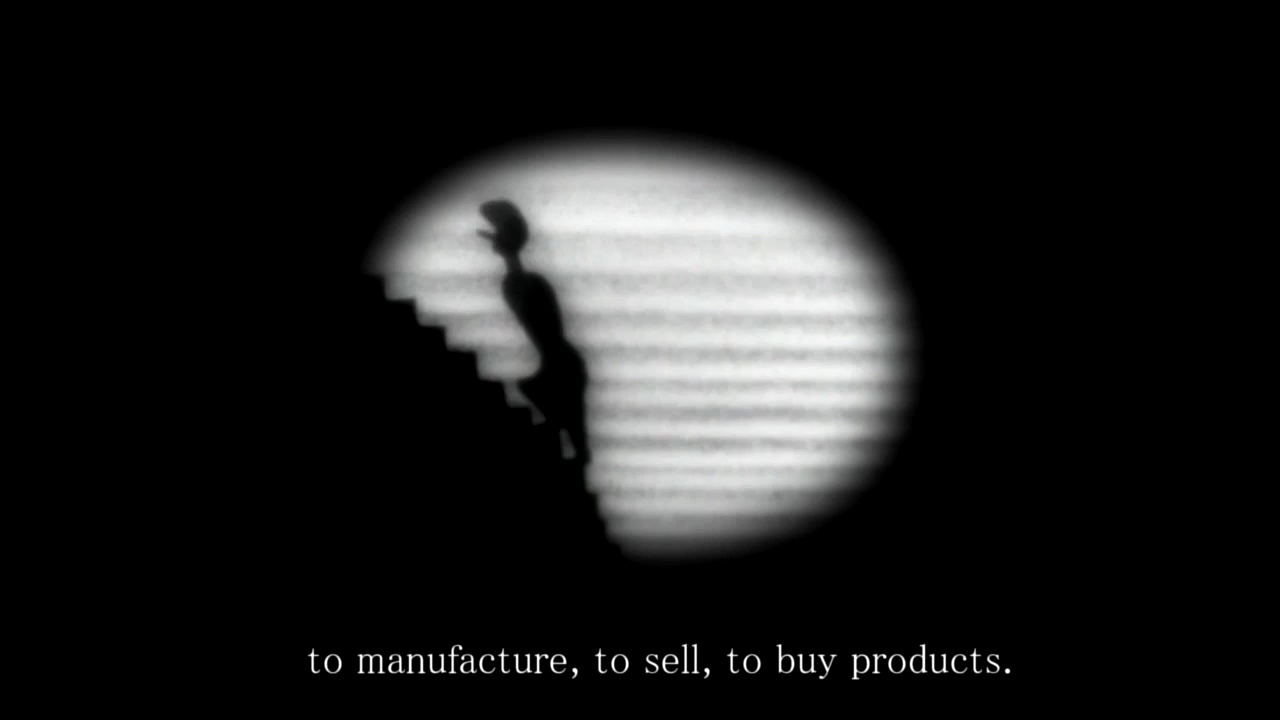 to manufacture, to sell, to buy products.